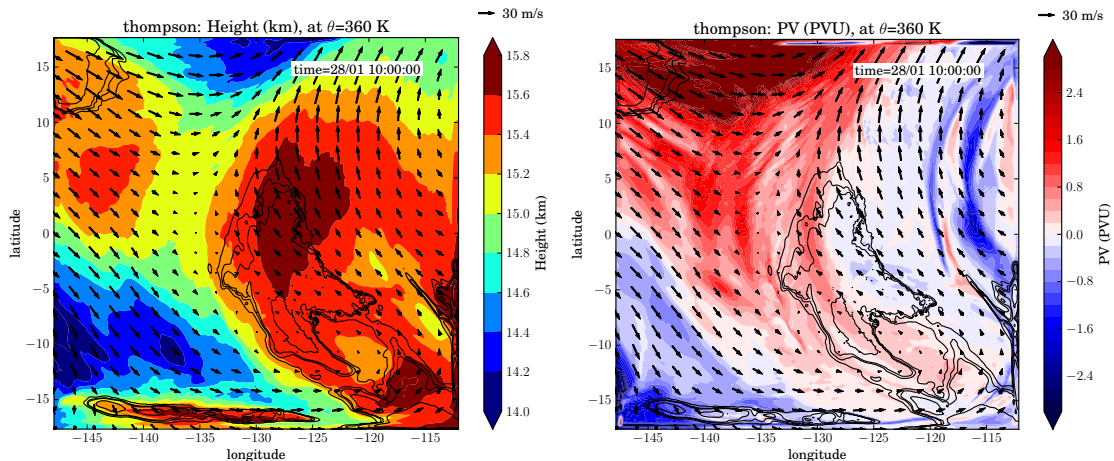 30 m/s
thompson: Height (km), at θ=360 K
time=28/01 10:00:00
15
10
5
0
−5
−10
−15
latitude
−145 −140 −135 −130 −125 −120 −115
longitude
15.8
15.6
15.4
15.2
15.0
14.8
14.6
14.4
14.2
14.0
Height (km)
30 m/s
thompson: PV (PVU), at θ=360 K
time=28/01 10:00:00
15
10
5
0
−5
−10
−15
latitude
−145 −140 −135 −130 −125 −120 −115
longitude
2.4
1.6
0.8
0.0
−0.8
−1.6
−2.4
PV (PVU)